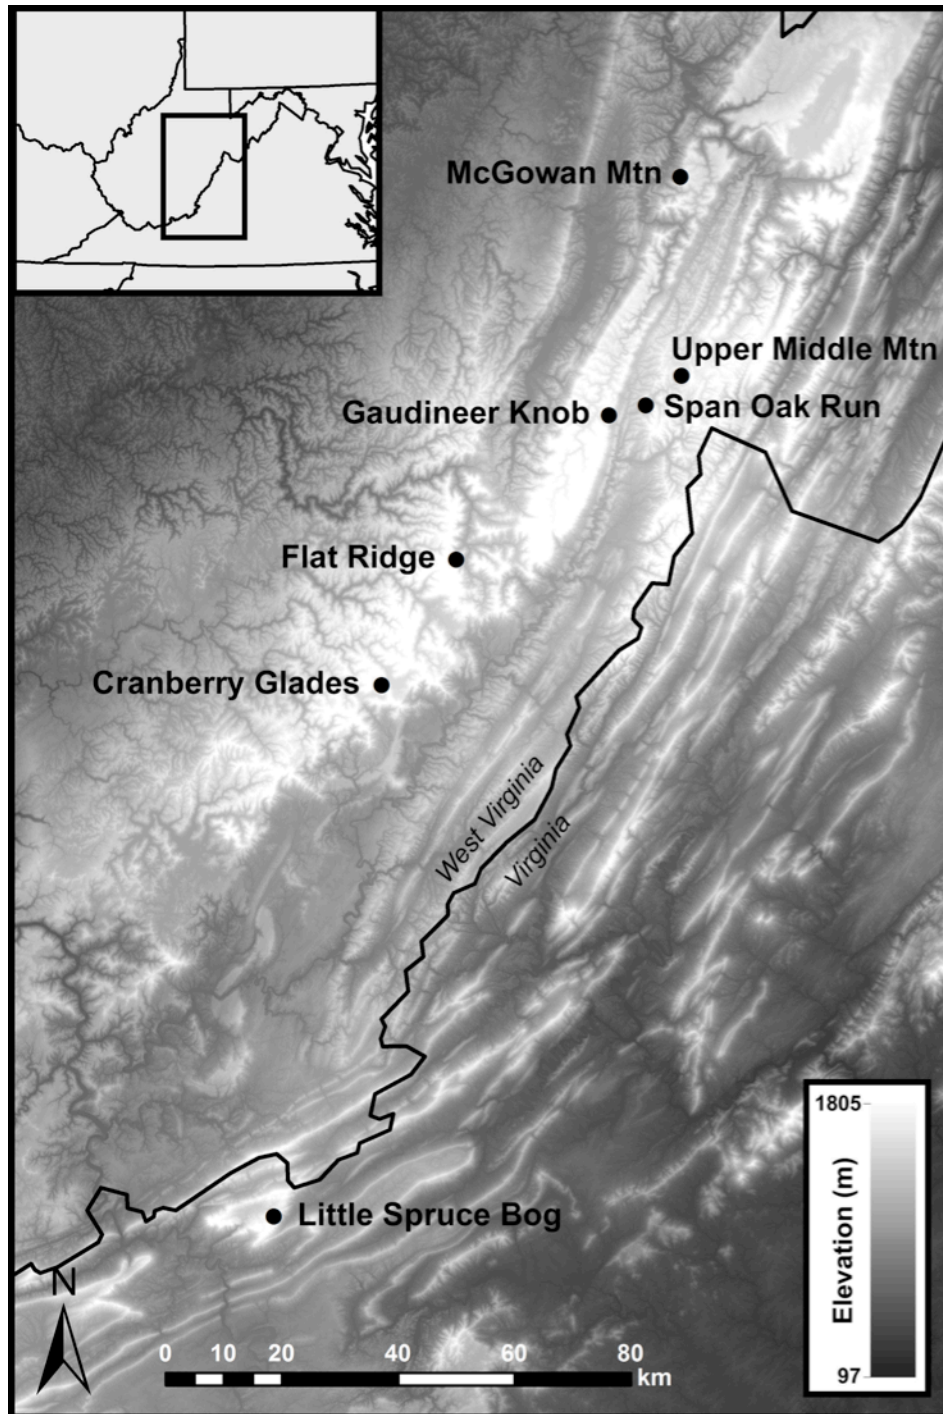 McGowan Mtn
Upper Middle Mtn
Gaudineer Knob
Span Oak Run
Flat Ridge
Cranberry Glades
West Virginia
Virginia
1805
Elevation (m)
97
Little Spruce Bog
N
0 10 20 40 60 80
km